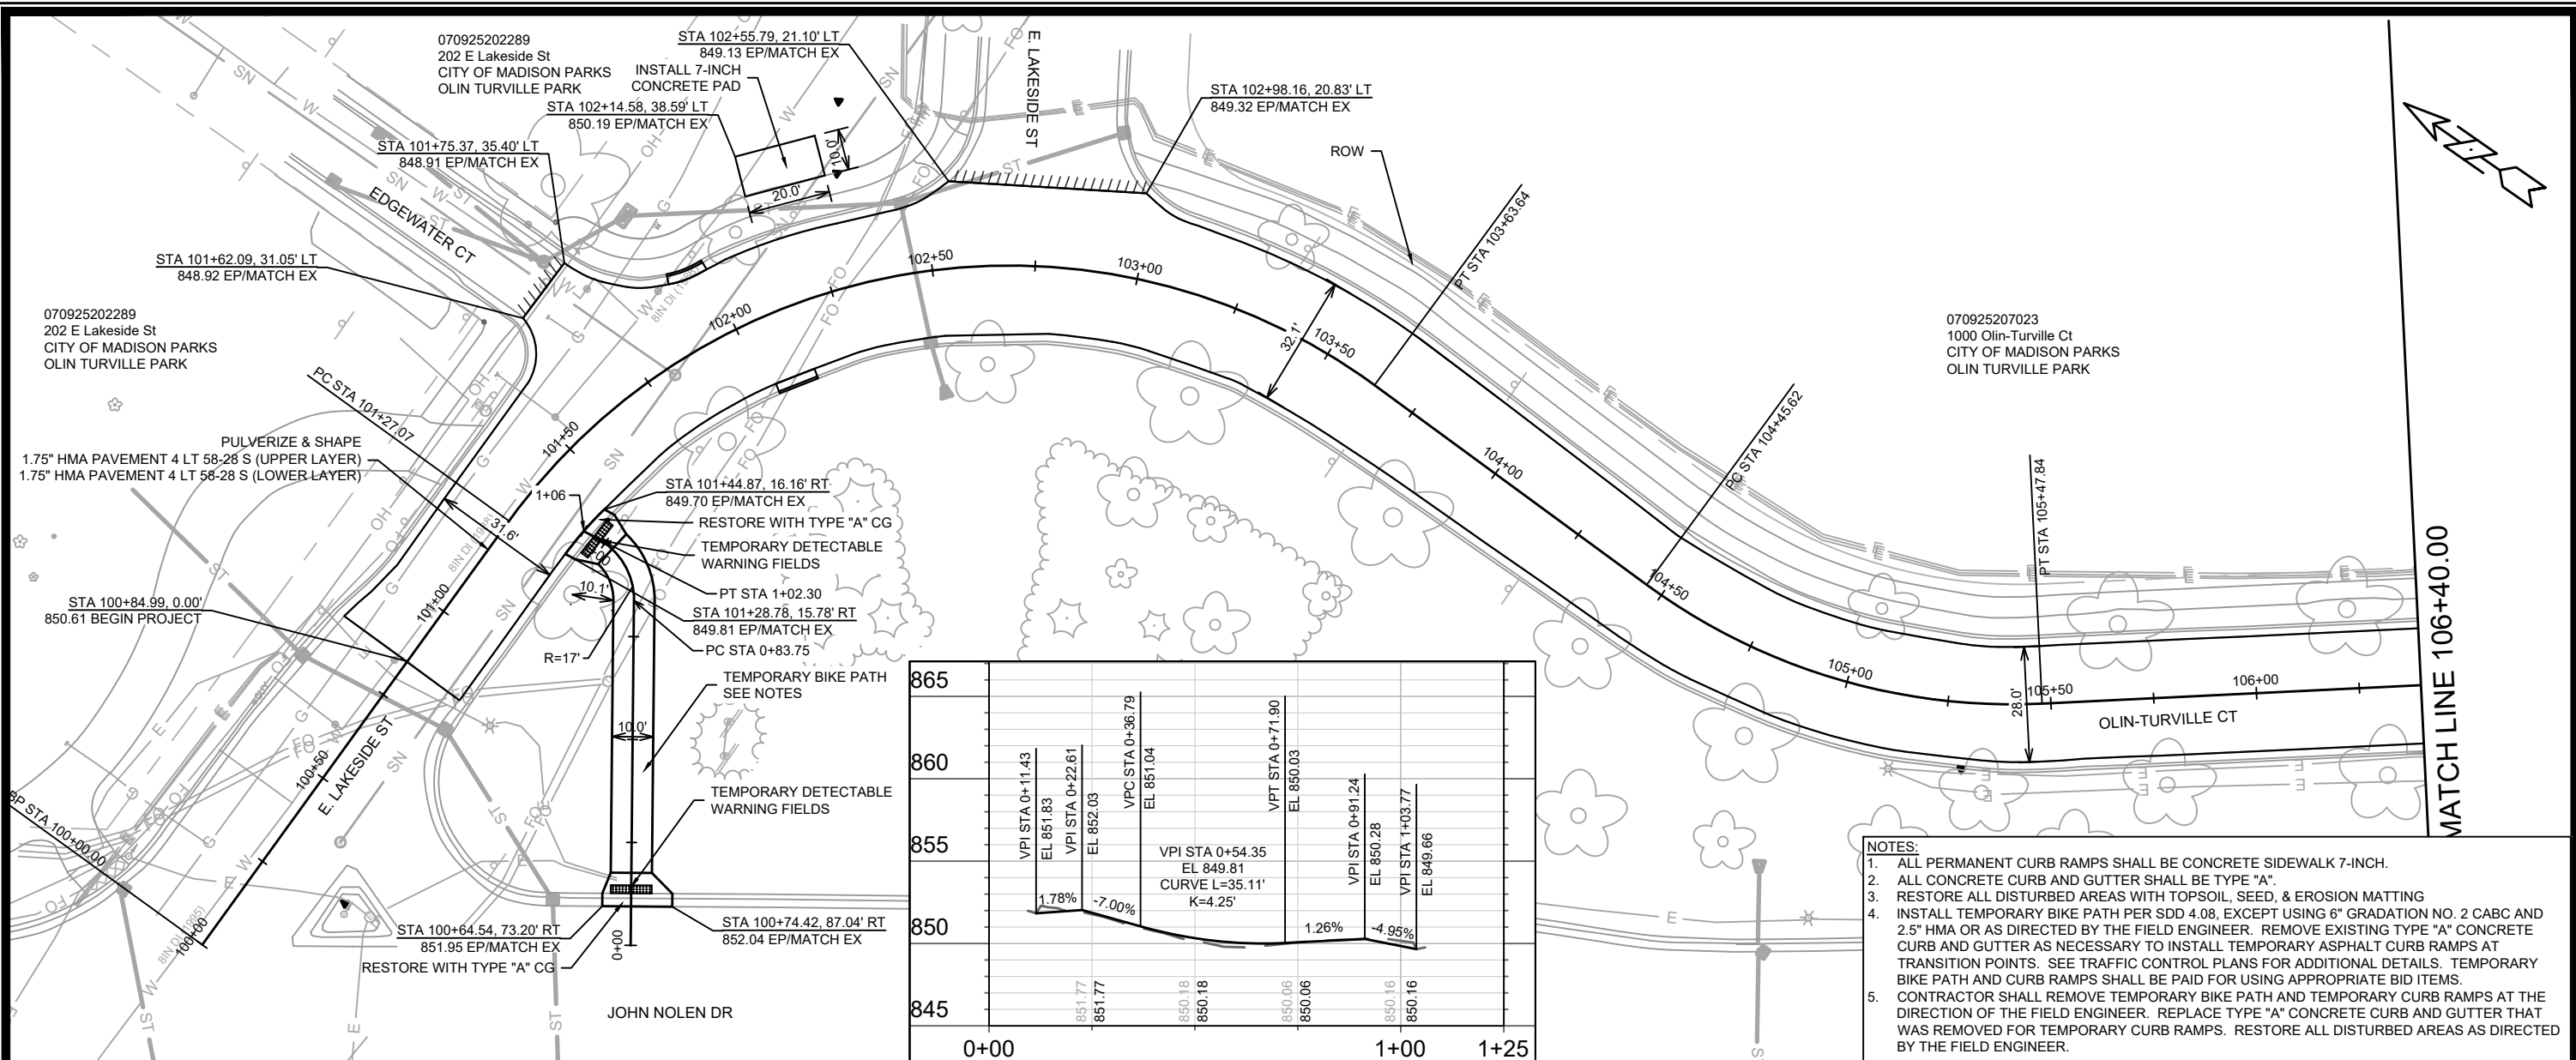 070925202289
202 E Lakeside St
CITY OF MADISON PARKS
OLIN TURVILLE PARK
STA 102+55.79, 21.10' LT
849.13 EP/MATCH EX
INSTALL 7-INCH
CONCRETE PAD
STA 102+14.58, 38.59' LT
850.19 EP/MATCH EX
STA 101+75.37, 35.40' LT
848.91 EP/MATCH EX
EDGEWATER CT
STA 101+62.09, 31.05' LT
848.92 EP/MATCH EX
E. LAKESIDE ST
STA 102+98.16, 20.83' LT
849.32 EP/MATCH EX
ROW
10.0'
20.0'
070925202289
202 E Lakeside St
CITY OF MADISON PARKS
OLIN TURVILLE PARK
070925207023
1000 Olin-Turville Ct
CITY OF MADISON PARKS
OLIN TURVILLE PARK
PC STA 101+27.07
PT STA 103+63.64
PC STA 104+45.62
PT STA 105+47.84
PULVERIZE & SHAPE
1.75" HMA PAVEMENT 4 LT 58-28 S (UPPER LAYER)
1.75" HMA PAVEMENT 4 LT 58-28 S (LOWER LAYER)
STA 100+84.99, 0.00'
850.61 BEGIN PROJECT
BP STA 100+00.00
100+00
100+50
101+00
101+50
102+00
102+50
103+00
103+50
104+00
104+50
105+00
105+50
106+00
31.6'
32.1'
28.0'
E. LAKESIDE ST
OLIN-TURVILLE CT
MATCH LINE 106+40.00
1+06
STA 101+44.87, 16.16' RT
849.70 EP/MATCH EX
RESTORE WITH TYPE "A" CG
TEMPORARY DETECTABLE
WARNING FIELDS
PT STA 1+02.30
STA 101+28.78, 15.78' RT
849.81 EP/MATCH EX
PC STA 0+83.75
10.1'
R=17'
TEMPORARY BIKE PATH
SEE NOTES
10.0'
TEMPORARY DETECTABLE
WARNING FIELDS
STA 100+64.54, 73.20' RT
851.95 EP/MATCH EX
STA 100+74.42, 87.04' RT
852.04 EP/MATCH EX
RESTORE WITH TYPE "A" CG
0+00
JOHN NOLEN DR
8IN DI (1995)
865
860
855
850
845
VPI STA 0+11.43
EL 851.83
VPI STA 0+22.61
EL 852.03
VPC STA 0+36.79
EL 851.04
VPI STA 0+54.35
EL 849.81
CURVE L=35.11'
K=4.25'
VPT STA 0+71.90
EL 850.03
VPI STA 0+91.24
EL 850.28
VPI STA 1+03.77
EL 849.66
1.78%
-7.00%
1.26%
-4.95%
851.77
851.77
850.18
850.18
850.06
850.06
850.16
850.16
0+00
1+00
1+25
NOTES:
1. ALL PERMANENT CURB RAMPS SHALL BE CONCRETE SIDEWALK 7-INCH.
2. ALL CONCRETE CURB AND GUTTER SHALL BE TYPE "A".
3. RESTORE ALL DISTURBED AREAS WITH TOPSOIL, SEED, & EROSION MATTING
4. INSTALL TEMPORARY BIKE PATH PER SDD 4.08, EXCEPT USING 6" GRADATION NO. 2 CABC AND
2.5" HMA OR AS DIRECTED BY THE FIELD ENGINEER. REMOVE EXISTING TYPE "A" CONCRETE
CURB AND GUTTER AS NECESSARY TO INSTALL TEMPORARY ASPHALT CURB RAMPS AT
TRANSITION POINTS. SEE TRAFFIC CONTROL PLANS FOR ADDITIONAL DETAILS. TEMPORARY
BIKE PATH AND CURB RAMPS SHALL BE PAID FOR USING APPROPRIATE BID ITEMS.
5. CONTRACTOR SHALL REMOVE TEMPORARY BIKE PATH AND TEMPORARY CURB RAMPS AT THE
DIRECTION OF THE FIELD ENGINEER. REPLACE TYPE "A" CONCRETE CURB AND GUTTER THAT
WAS REMOVED FOR TEMPORARY CURB RAMPS. RESTORE ALL DISTURBED AREAS AS DIRECTED
BY THE FIELD ENGINEER.